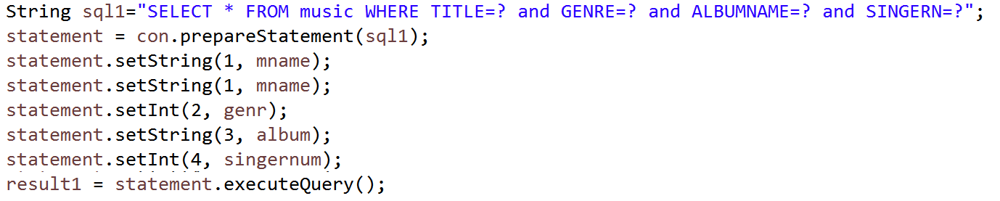 String sql1="SELECT * FROM music WHERE TITLE=? and GENRE=? and ALBUMNAME=? and SINGERN=?";
statement = con.prepareStatement(sql1);
statement.setString(1, mname);
statement.setString(1, mname);
statement.setInt(2, genr);
statement.setString(3, album);
statement.setInt(4, singernum);
result1 = statement.executeQuery();